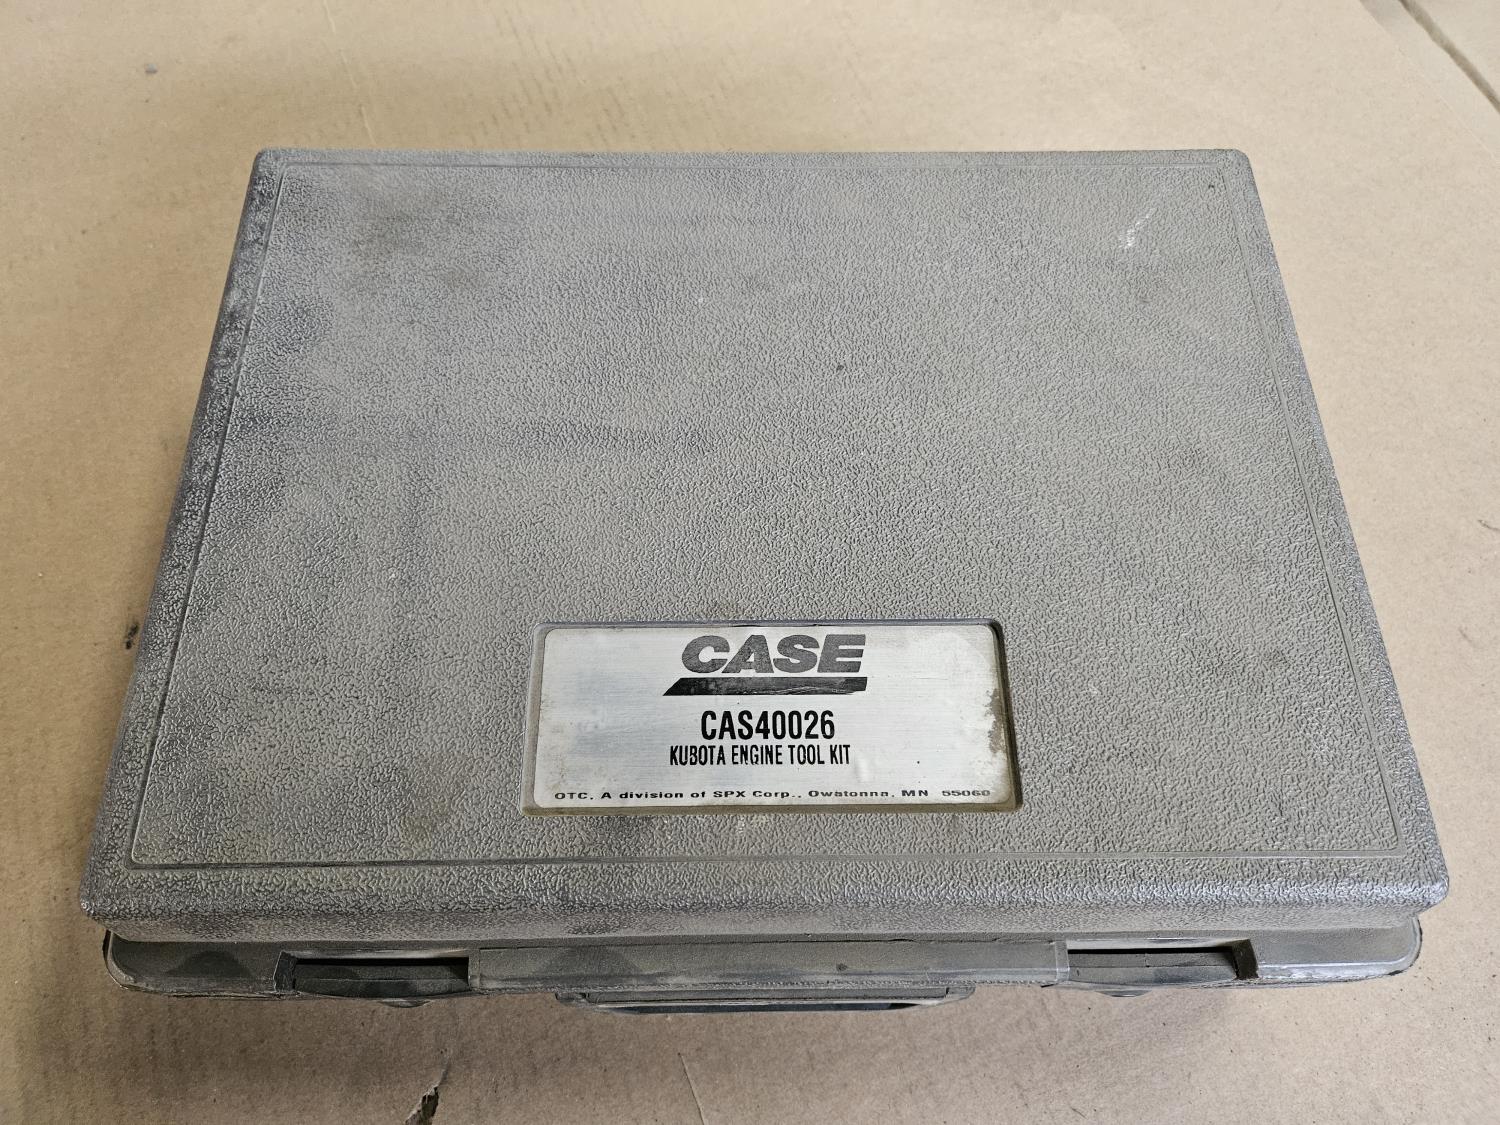 CASE
CAS40026
KUBOTA ENGINE TOOL KIT
OTC, A division of SPX Corp., Owatonna, MN 55060